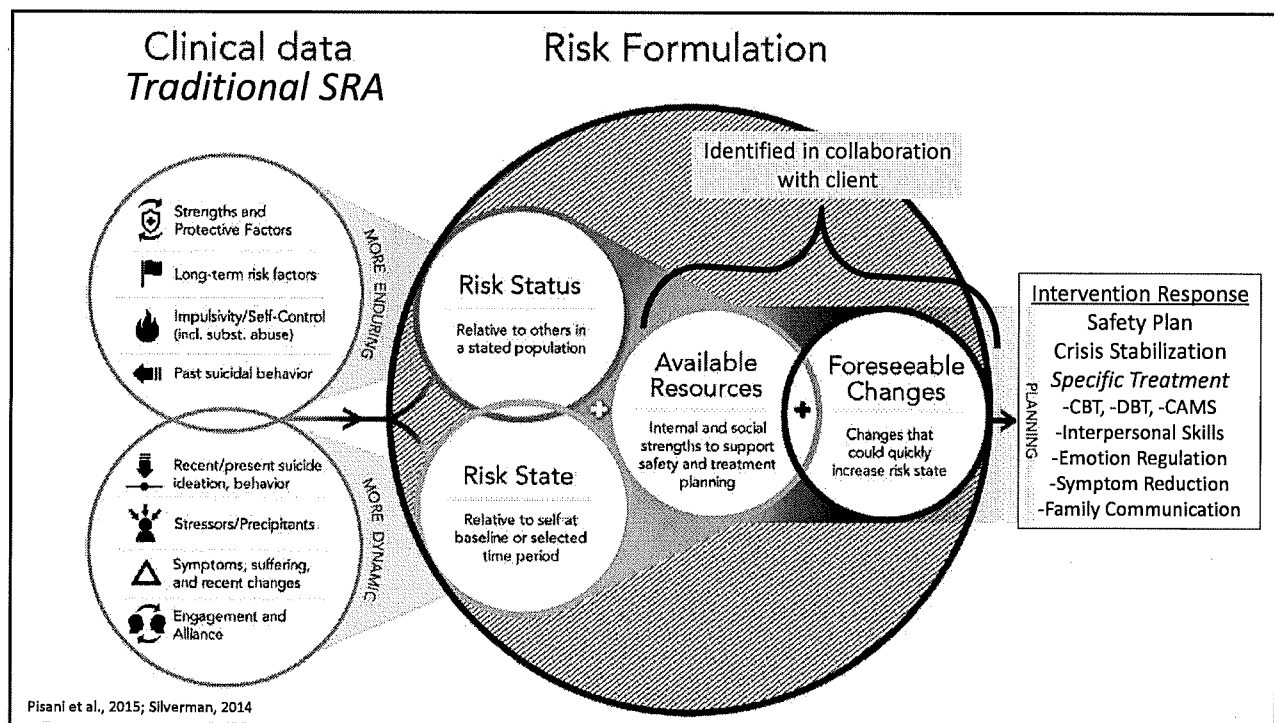 Clinical data
Traditional SRA
Risk Formulation
Strengths and
Protective Factors
Long-term risk factors
Impulsivity/Self-Control
(incl. subst. abuse)
Past suicidal behavior
MORE ENDURING
Recent/present suicide
ideation, behavior
Stressors/Precipitants
Symptoms, suffering,
and recent changes
Engagement and
Alliance
MORE DYNAMIC
Risk Status
Relative to others in
a stated population
Risk State
Relative to self at
baseline or selected
time period
Identified in collaboration
with client
Available
Resources
Internal and social
strengths to support
safety and treatment
planning
Foreseeable
Changes
Changes that
could quickly
increase risk state
PLANNING
Intervention Response
Safety Plan
Crisis Stabilization
Specific Treatment
-CBT, -DBT, -CAMS
-Interpersonal Skills
-Emotion Regulation
-Symptom Reduction
-Family Communication
Pisani et al., 2015; Silverman, 2014